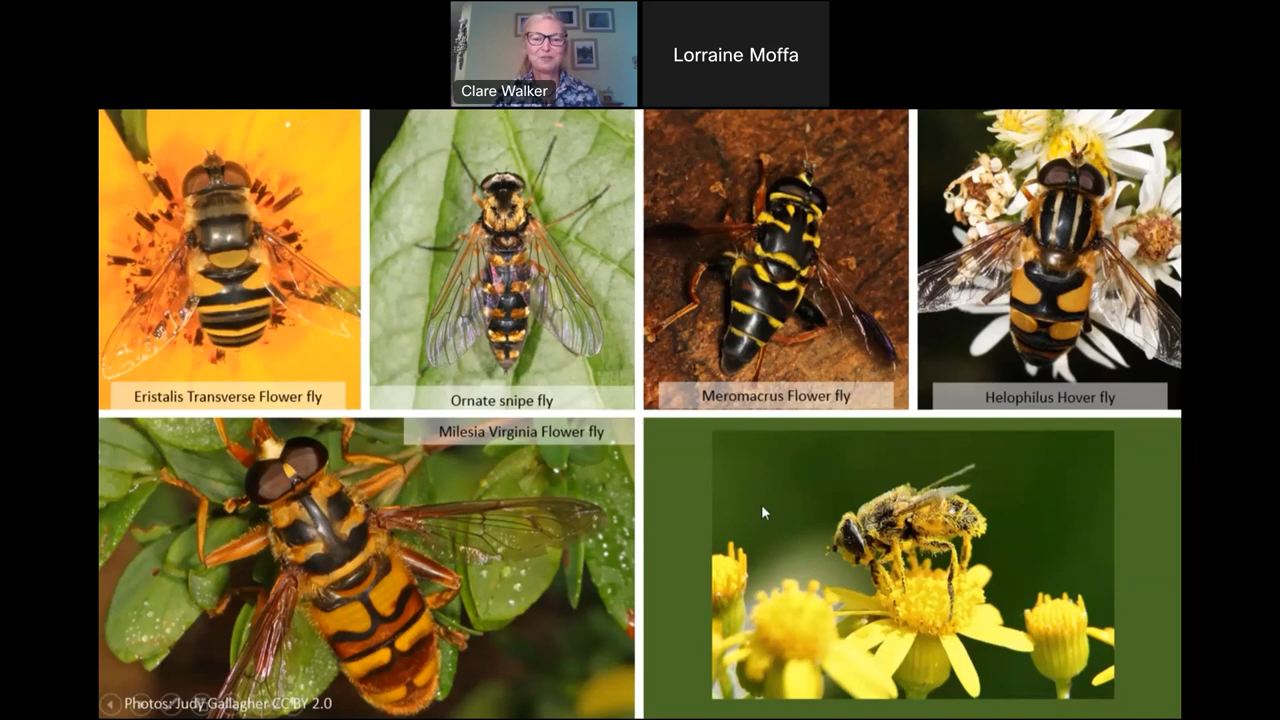 Clare Walker
Lorraine Moffa
Eristalis Transverse Flower fly
Ornate snipe fly
Meromacrus Flower fly
Helophilus Hover fly
Milesia Virginia Flower fly
Photos: Judy Gallagher CC BY 2.0